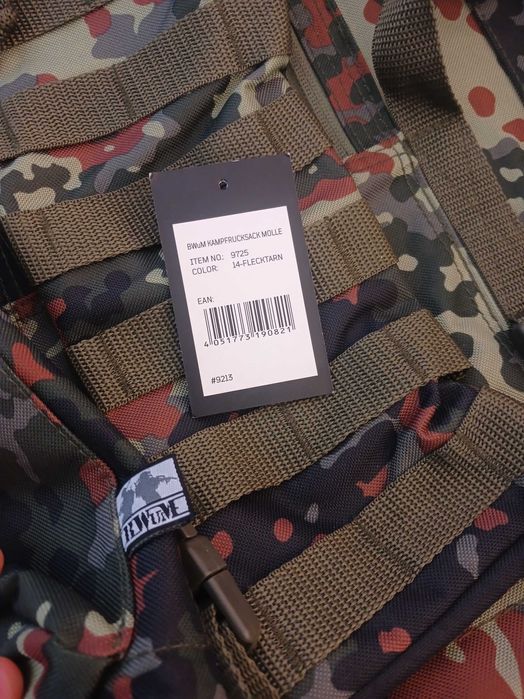 BWuM KAMPFRUCKSACK MOLLE
ITEM NO: 9725
COLOR: 14-FLECKTARN
EAN:
4 051773 190821
#9213
BWuM